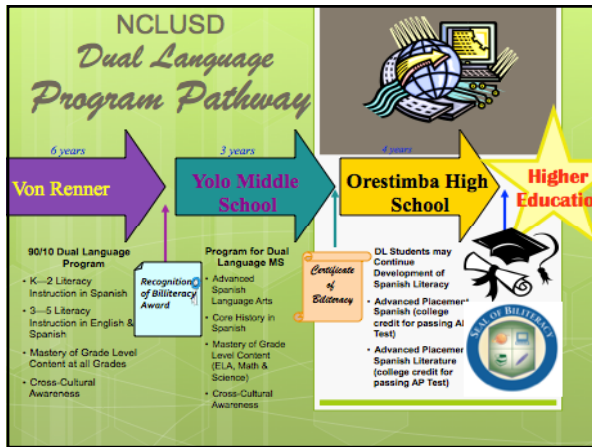 NCLUSD
Dual Language
Program Pathway
6 years
3 years
4 years
Von Renner
Yolo Middle
School
Orestimba High
School
Higher
Education
90/10 Dual Language
Program
• K—2 Literacy
Instruction in Spanish
• 3—5 Literacy
Instruction in English &
Spanish
• Mastery of Grade Level
Content at all Grades
• Cross-Cultural
Awareness
Recognition
of Billiteracy
Award
Program for Dual
Language MS
• Advanced
Spanish
Language Arts
• Core History in
Spanish
• Mastery of Grade
Level Content
(ELA, Math &
Science)
• Cross-Cultural
Awareness
Certificate
of
Biliteracy
DL Students may
Continue
Development of
Spanish Literacy
• Advanced Placement
Spanish (college
credit for passing AP
Test)
• Advanced Placement
Spanish Literature
(college credit for
passing AP Test)
SEAL OF BILITERACY